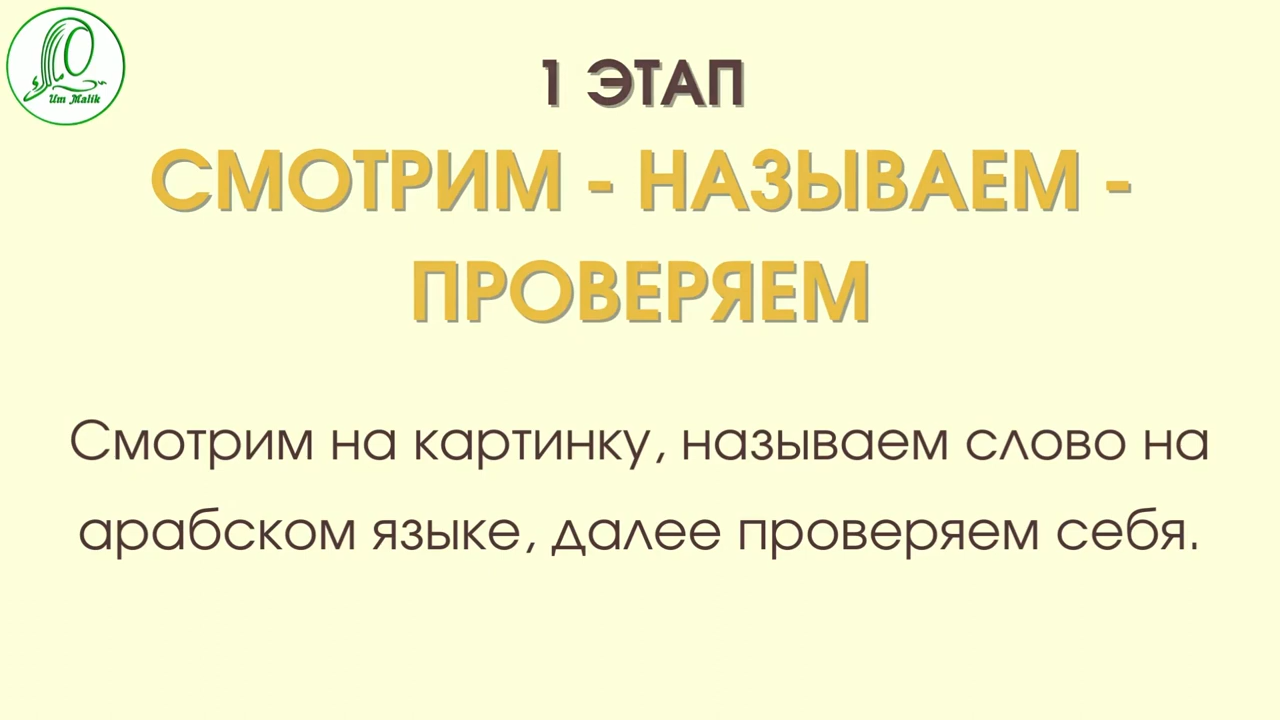 Um Malik
1 ЭТАП
СМОТРИМ - НАЗЫВАЕМ -
ПРОВЕРЯЕМ
Смотрим на картинку, называем слово на
арабском языке, далее проверяем себя.